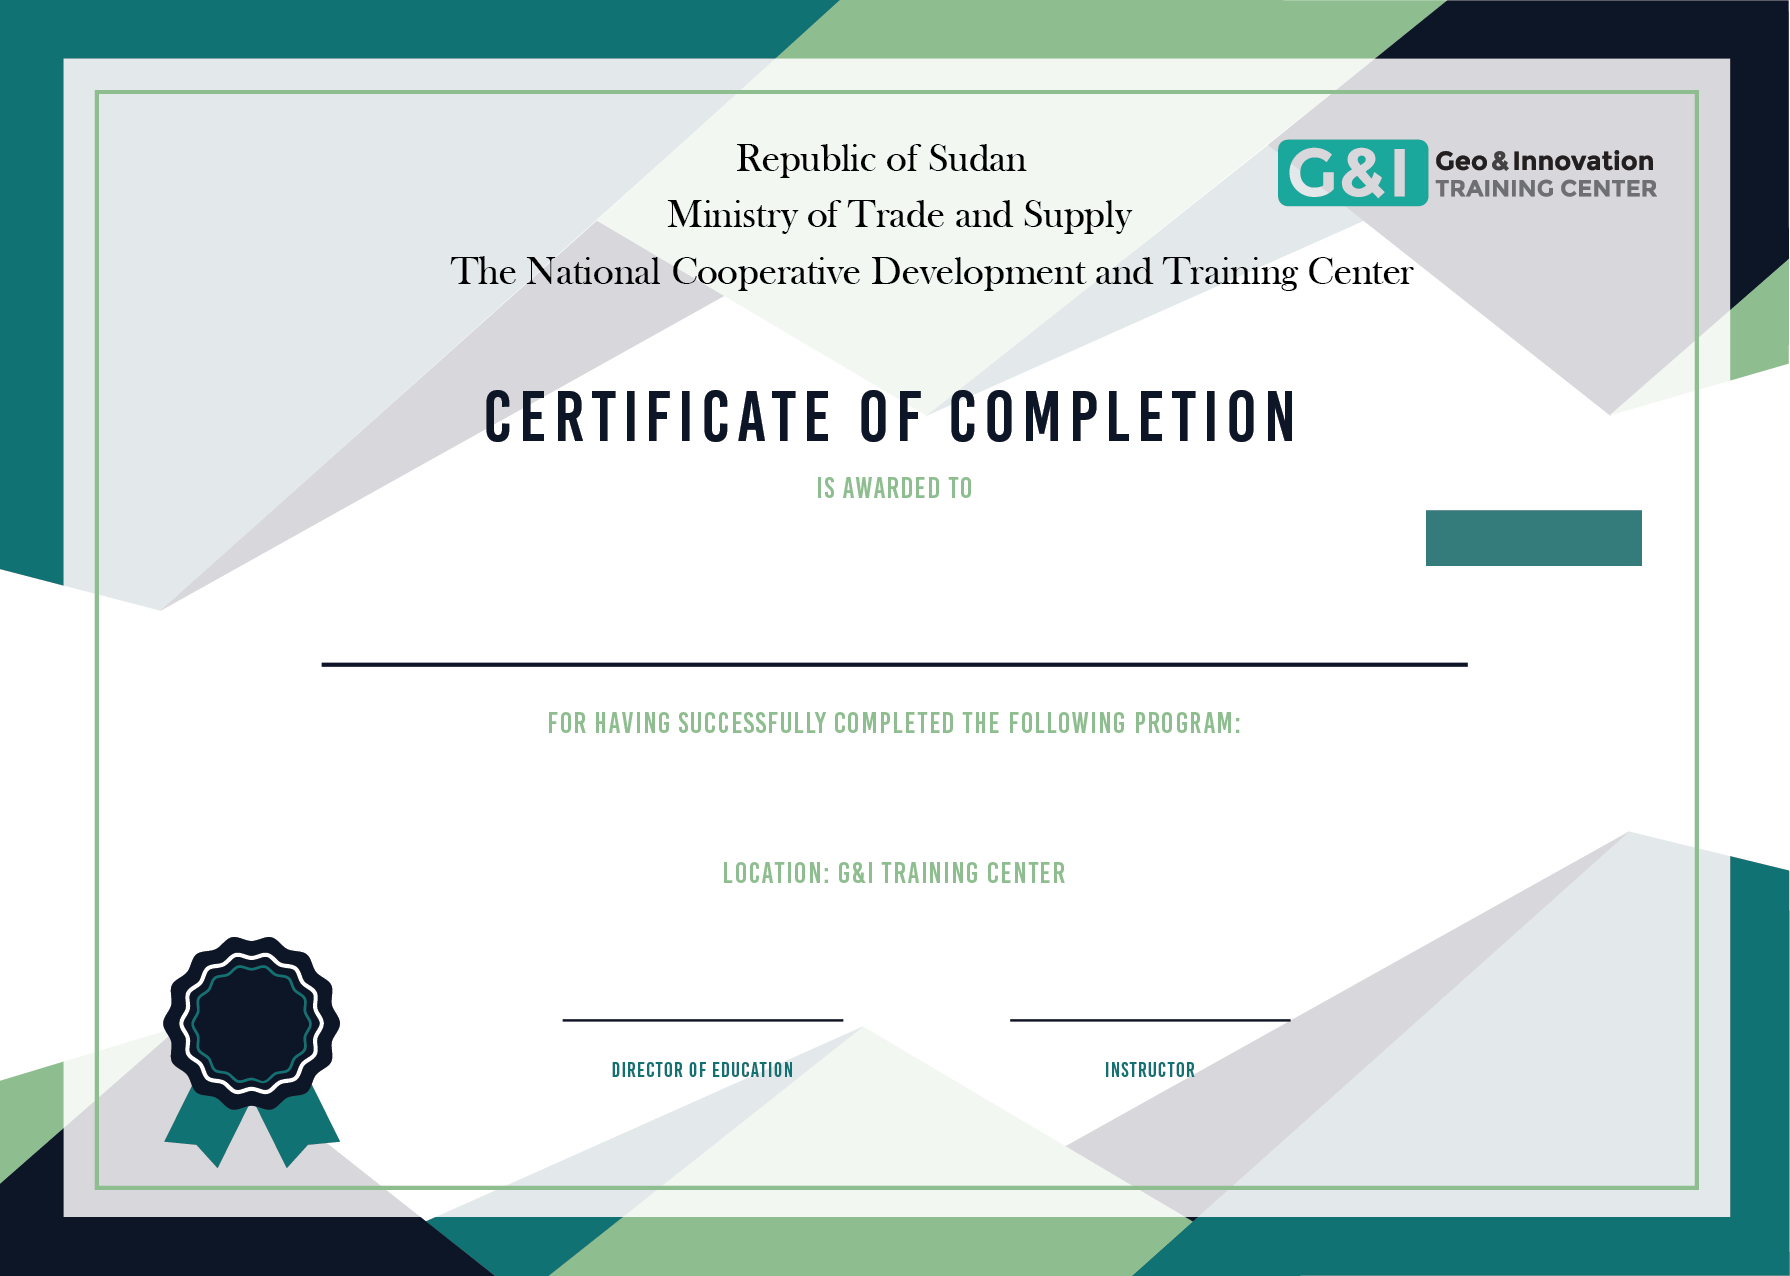 Republic of Sudan
G&I Geo & Innovation
TRAINING CENTER
Ministry of Trade and Supply
The National Cooperative Development and Training Center
CERTIFICATE OF COMPLETION
IS AWARDED TO
FOR HAVING SUCCESSFULLY COMPLETED THE FOLLOWING PROGRAM:
LOCATION: G&I TRAINING CENTER
DIRECTOR OF EDUCATION
INSTRUCTOR